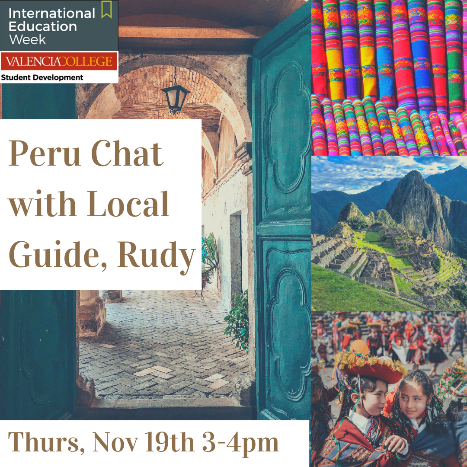 International
Education
Week
VALENCIACOLLEGE
Student Development
Peru Chat
with Local
Guide, Rudy
Thurs, Nov 19th 3-4pm